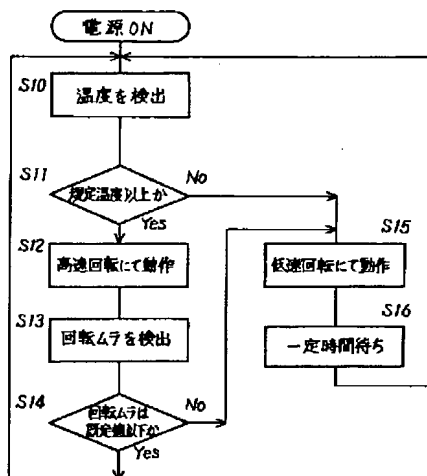 電源ON
S10
温度を検出
S11
規定温度以上か
No
Yes
S12
高速回転にて動作
S15
低速回転にて動作
S13
回転ムラを検出
S16
一定時間待ち
S14
回転ムラは
既定値以下か
No
Yes